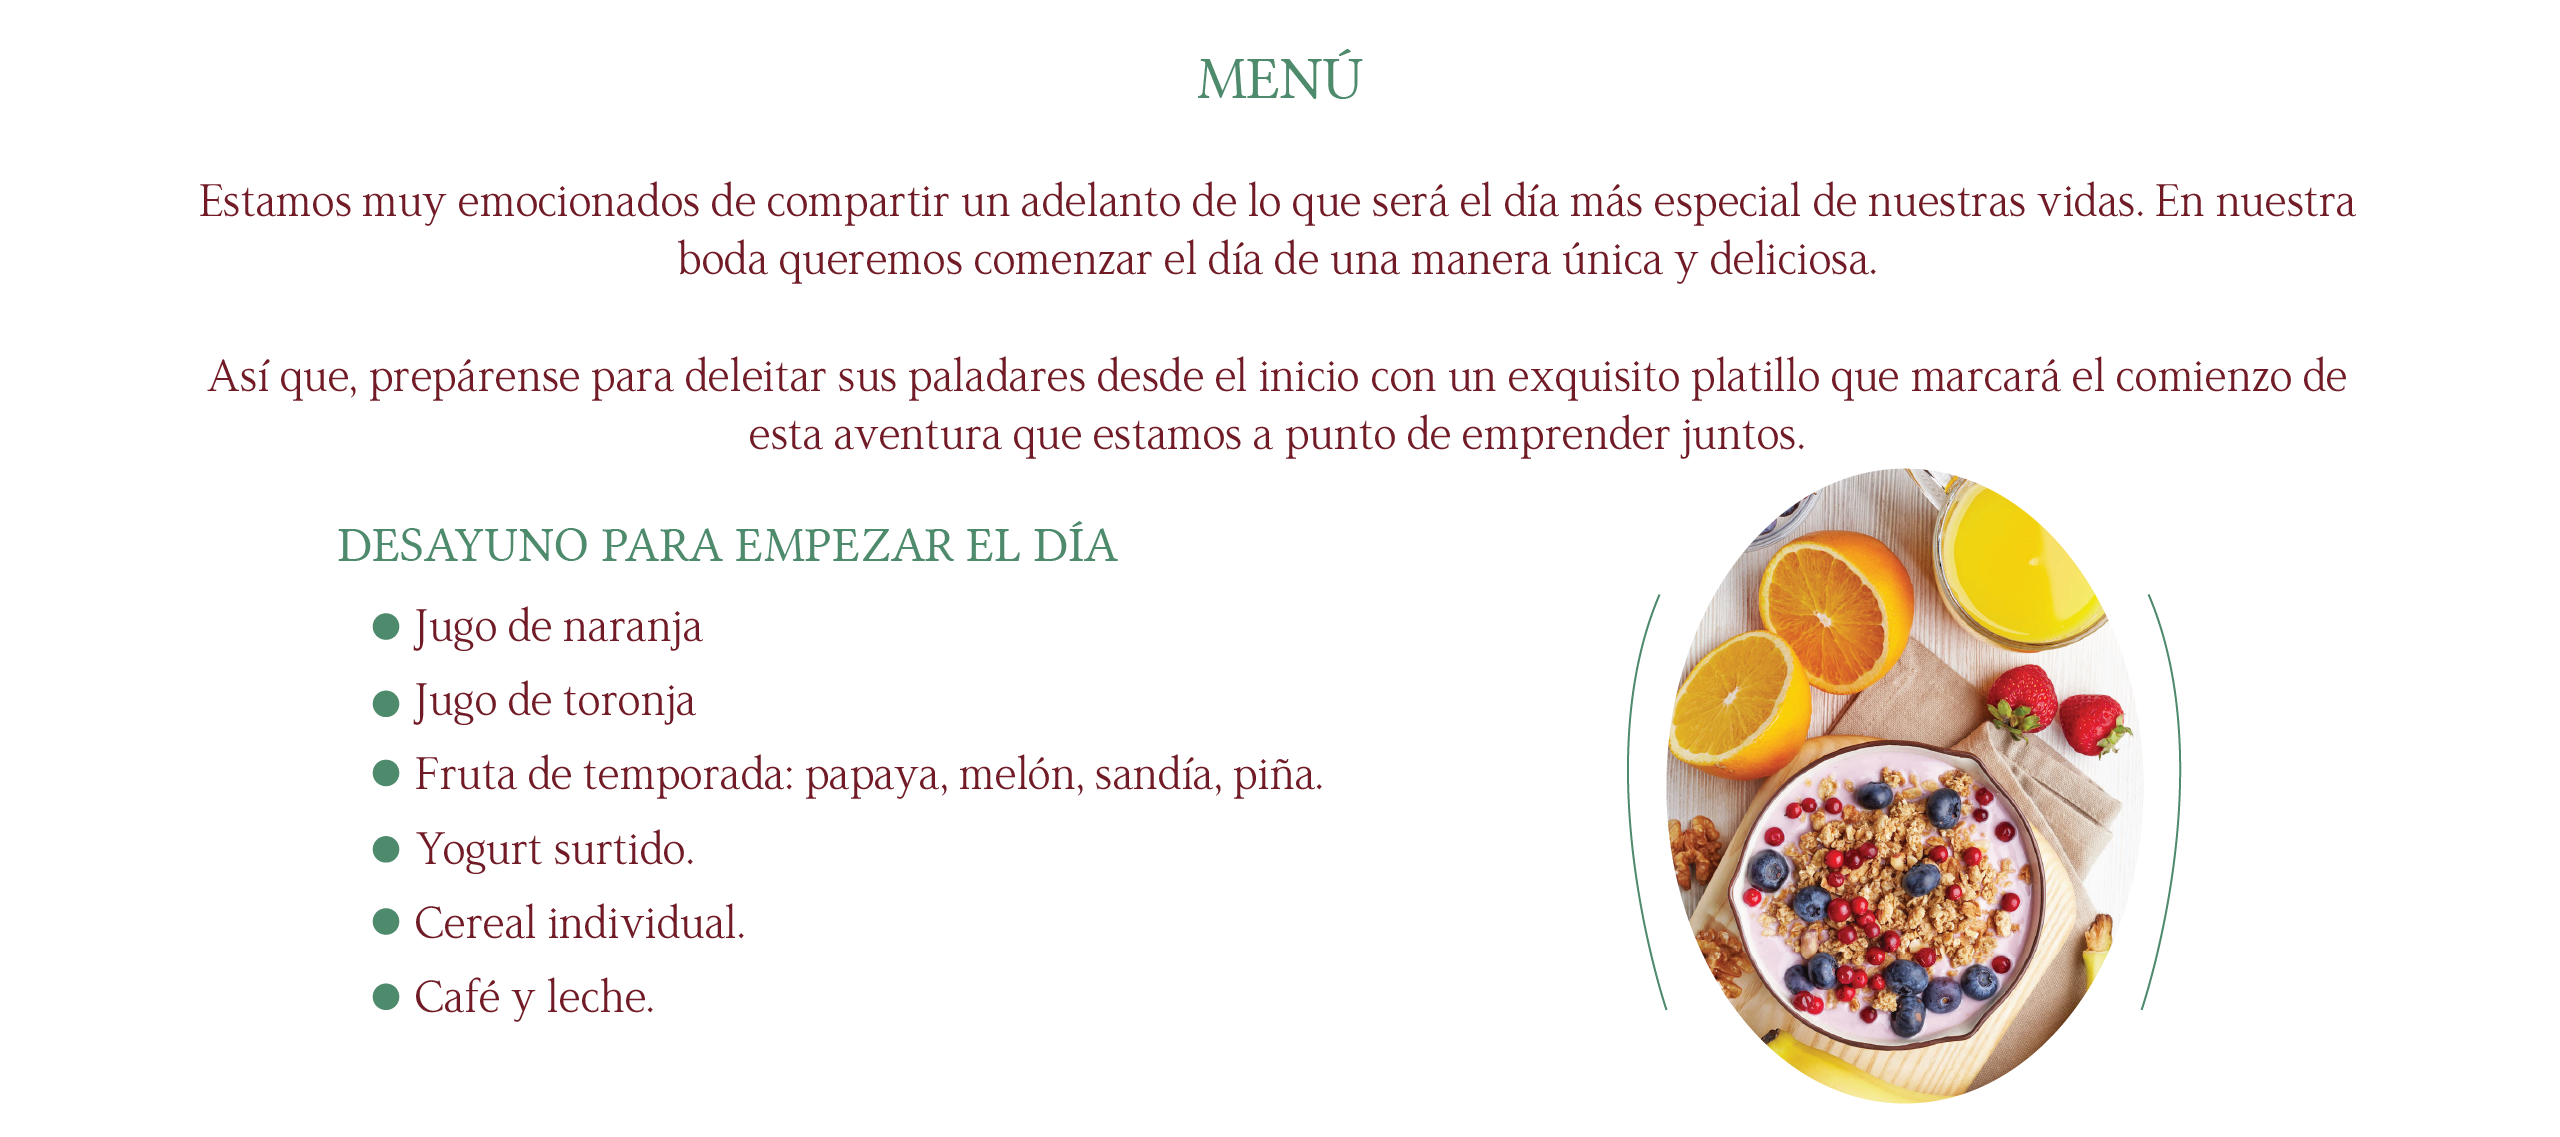 MENÚ
Estamos muy emocionados de compartir un adelanto de lo que será el día más especial de nuestras vidas. En nuestra
boda queremos comenzar el día de una manera única y deliciosa.
Así que, prepárense para deleitar sus paladares desde el inicio con un exquisito platillo que marcará el comienzo de
esta aventura que estamos a punto de emprender juntos.
DESAYUNO PARA EMPEZAR EL DÍA
Jugo de naranja
Jugo de toronja
Fruta de temporada: papaya, melón, sandía, piña.
Yogurt surtido.
Cereal individual.
Café y leche.